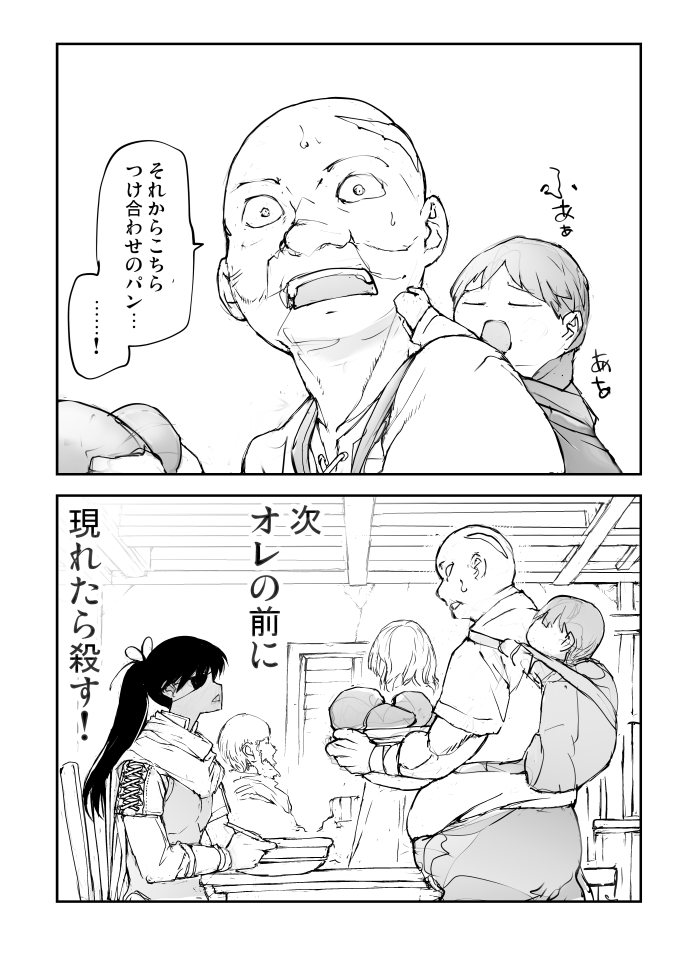 ふぁぁ
あぁ
それからこちら
つけ合わせのパン…
……！
次
オレの前に
現れたら殺す！